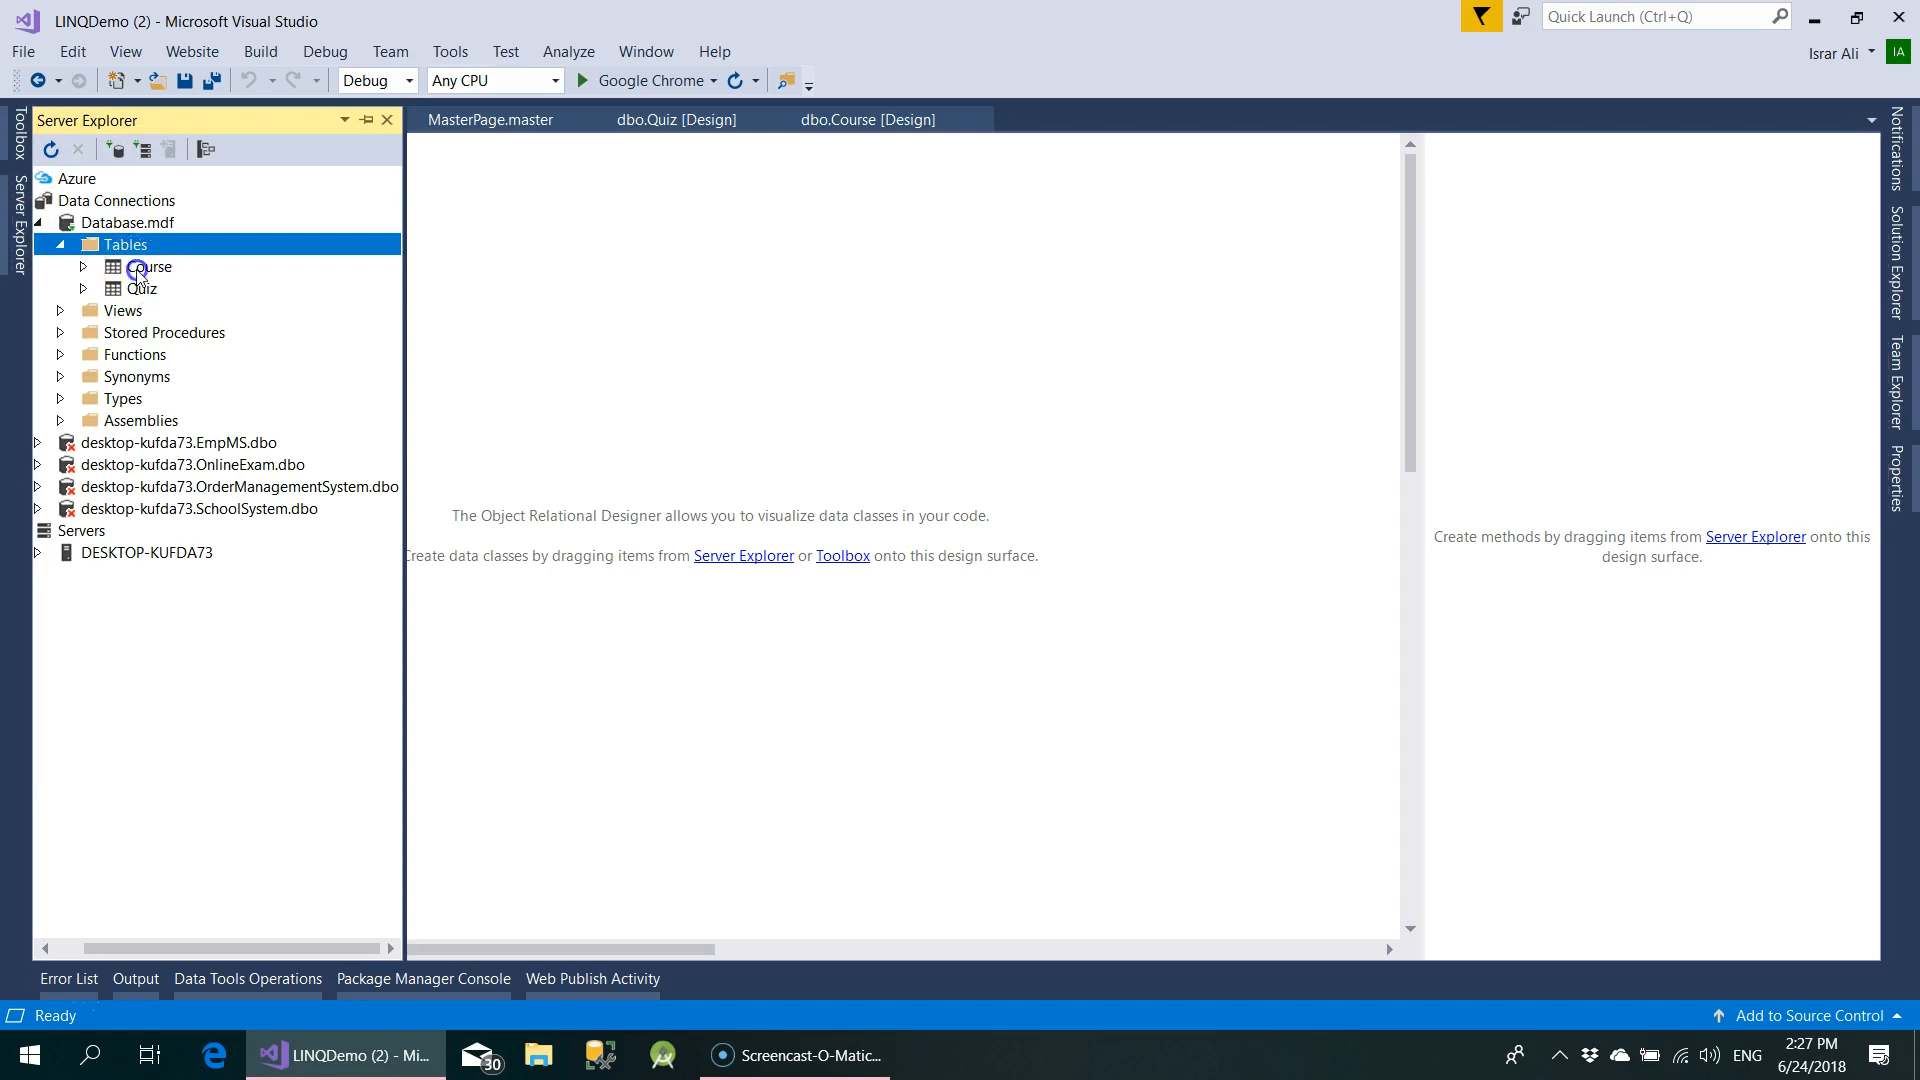 LINQDemo (2) - Microsoft Visual Studio
Quick Launch (Ctrl+Q)
File Edit View Website Build Debug Team Tools Test Analyze Window Help
Israr Ali IA
Debug Any CPU Google Chrome
Toolbox
Server Explorer
Server Explorer
MasterPage.master dbo.Quiz [Design] dbo.Course [Design]
Azure
Data Connections
Database.mdf
Tables
Course
Quiz
Views
Stored Procedures
Functions
Synonyms
Types
Assemblies
desktop-kufda73.EmpMS.dbo
desktop-kufda73.OnlineExam.dbo
desktop-kufda73.OrderManagementSystem.dbo
desktop-kufda73.SchoolSystem.dbo
Servers
DESKTOP-KUFDA73
The Object Relational Designer allows you to visualize data classes in your code.
Create data classes by dragging items from Server Explorer or Toolbox onto this design surface.
Create methods by dragging items from Server Explorer onto this
design surface.
Notifications
Solution Explorer
Team Explorer
Properties
Error List Output Data Tools Operations Package Manager Console Web Publish Activity
Ready
Add to Source Control
LINQDemo (2) - Mi...
30
Screencast-O-Matic...
ENG
2:27 PM
6/24/2018